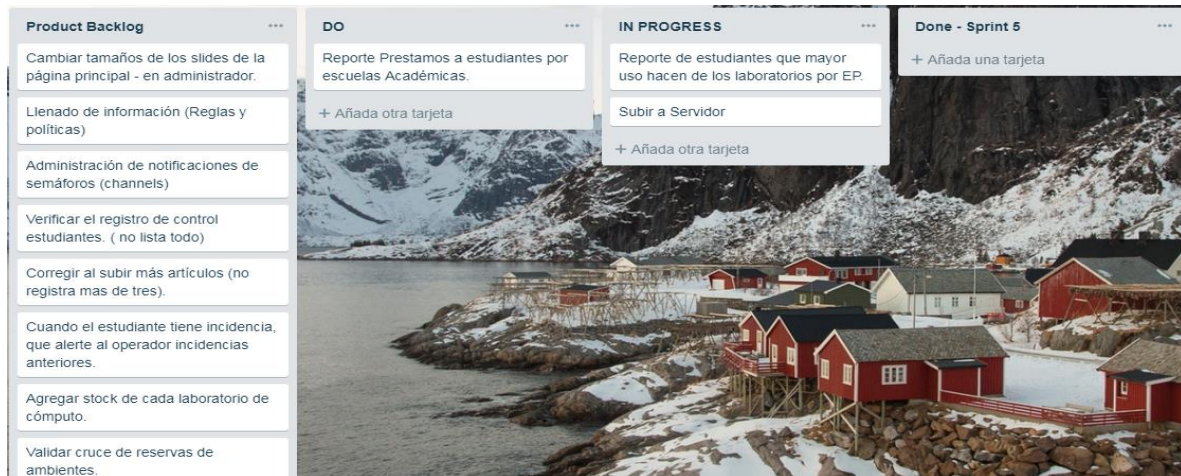 Product Backlog
Cambiar tamaños de los slides de la
página principal - en administrador.
Llenado de información (Reglas y
políticas)
Administración de notificaciones de
semáforos (channels)
Verificar el registro de control
estudiantes. ( no lista todo)
Corregir al subir más artículos (no
registra mas de tres).
Cuando el estudiante tiene incidencia,
que alerte al operador incidencias
anteriores.
Agregar stock de cada laboratorio de
cómputo.
Validar cruce de reservas de
ambientes.
DO
Reporte Prestamos a estudiantes por
escuelas Académicas.
+ Añada otra tarjeta
IN PROGRESS
Reporte de estudiantes que mayor
uso hacen de los laboratorios por EP.
Subir a Servidor
+ Añada otra tarjeta
Done - Sprint 5
+ Añada una tarjeta